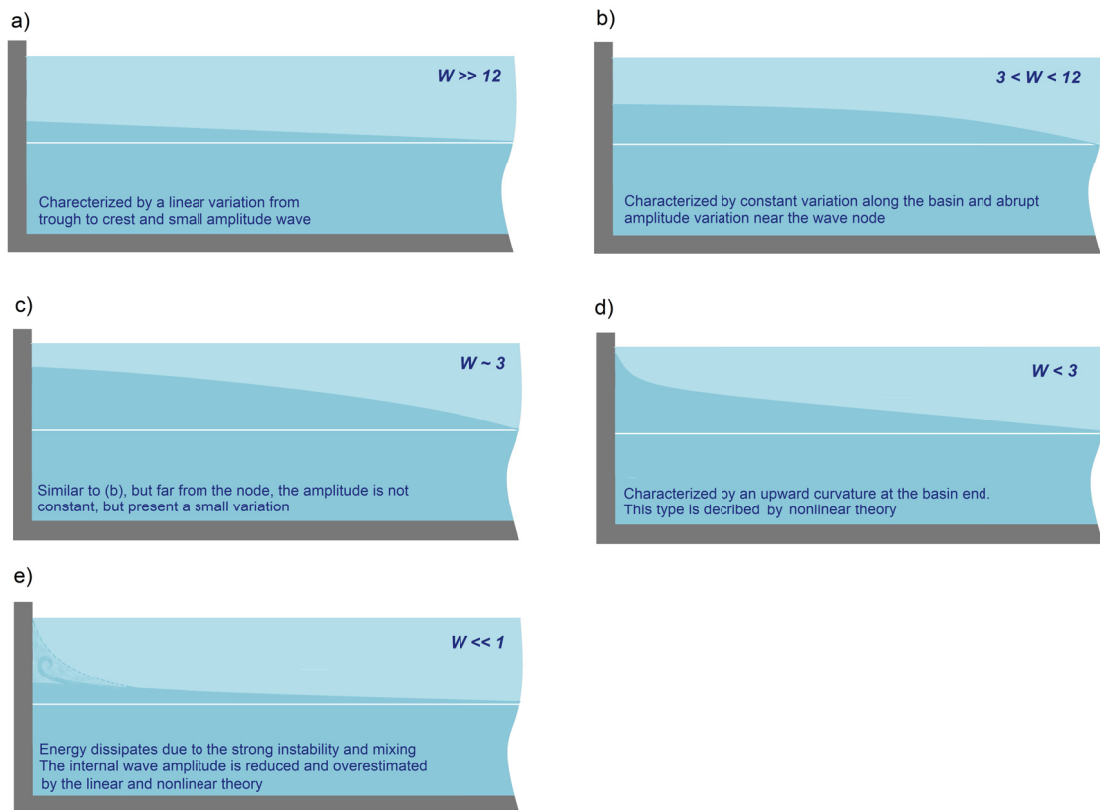 a)
W >> 12
Charecterized by a linear variation from
trough to crest and small amplitude wave
b)
3 < W < 12
Characterized by constant variation along the basin and abrupt
amplitude variation near the wave node
c)
W ~ 3
Similar to (b), but far from the node, the amplitude is not
constant, but present a small variation
d)
W < 3
Characterized by an upward curvature at the basin end.
This type is decribed by nonlinear theory
e)
W << 1
Energy dissipates due to the strong instability and mixing
The internal wave amplitude is reduced and overestimated
by the linear and nonlinear theory